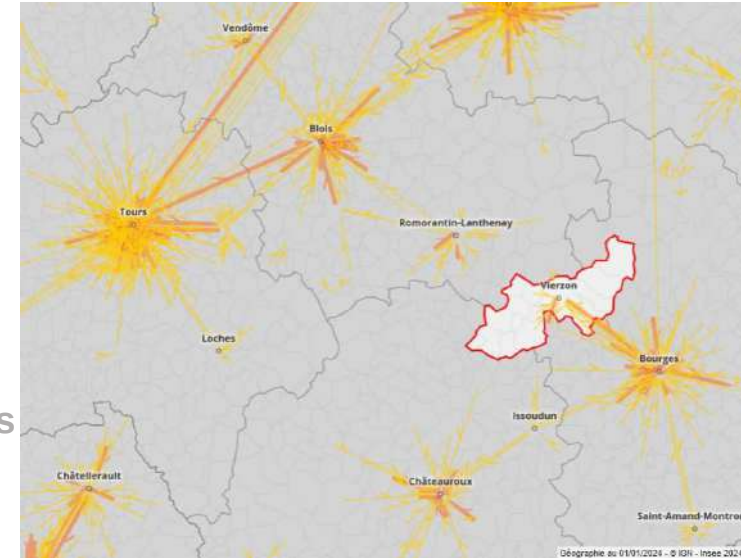 Vendôme
Blois
Tours
Romorantin-Lanthenay
Vierzon
Loches
Bourges
s
Issoudun
Châtellerault
Châteauroux
Saint-Amand-Montro
Géographie au 01/01/2024 - © IGN - Insee 202